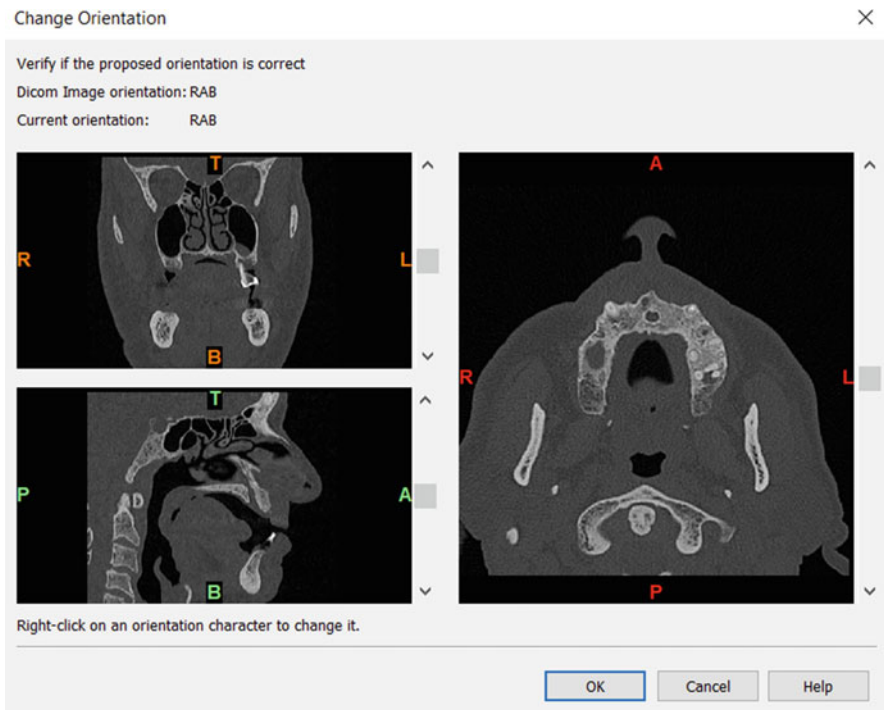 Change Orientation
Verify if the proposed orientation is correct
Dicom Image orientation: RAB
Current orientation: RAB
T
R
L
B
T
P
A
B
A
R
L
P
Right-click on an orientation character to change it.
OK
Cancel
Help